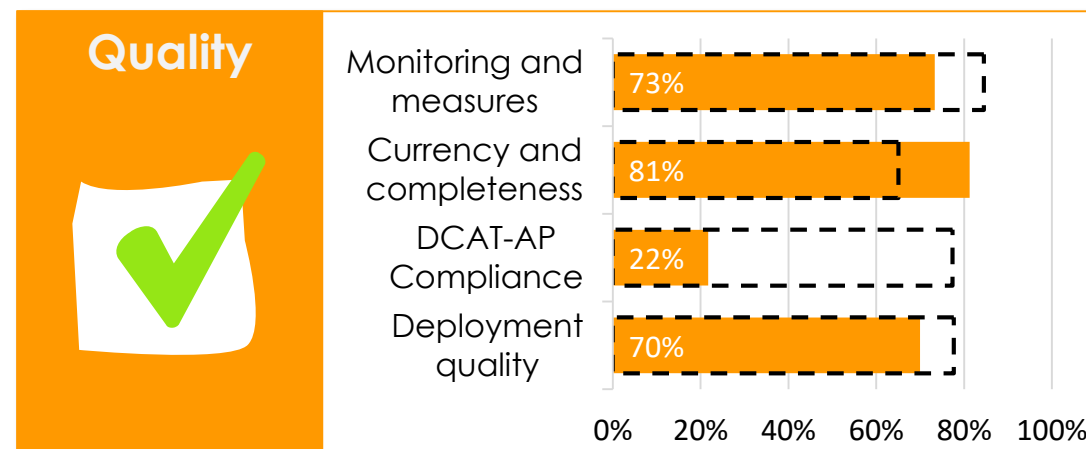 Quality
Monitoring and
measures
73%
Currency and
completeness
81%
DCAT-AP
Compliance
22%
Deployment
quality
70%
0% 20% 40% 60% 80% 100%